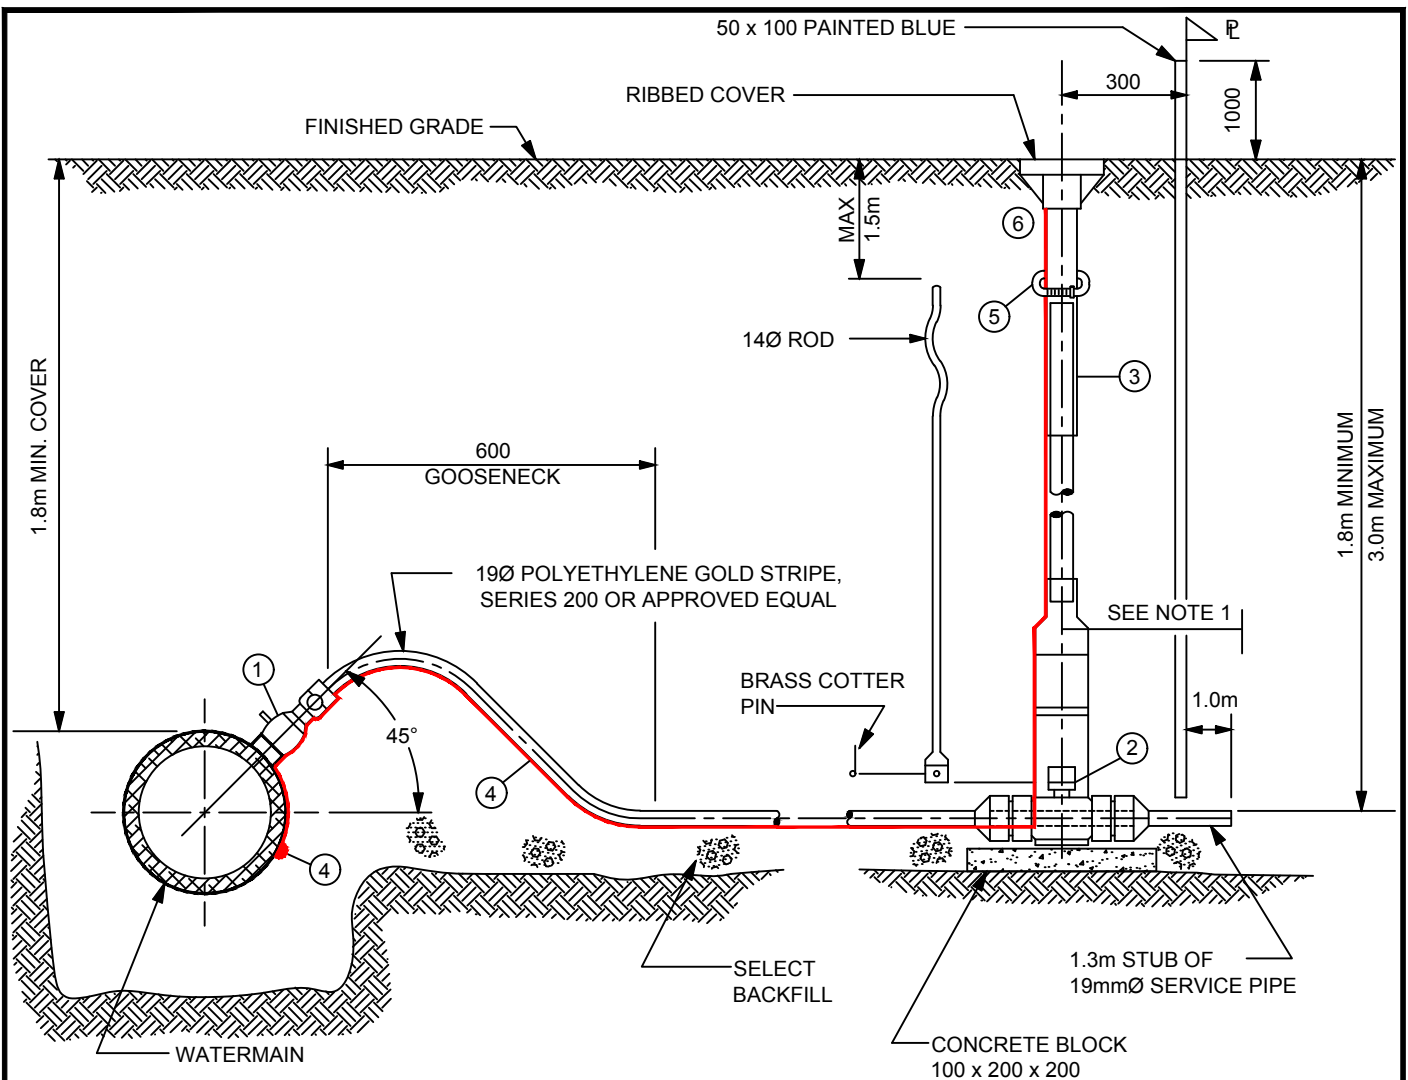 50 x 100 PAINTED BLUE
PL
RIBBED COVER
300
1000
FINISHED GRADE
MAX
1.5m
6
5
14Ø ROD
3
1.8m MIN. COVER
600
GOOSENECK
1.8m MINIMUM
3.0m MAXIMUM
19Ø POLYETHYLENE GOLD STRIPE,
SERIES 200 OR APPROVED EQUAL
SEE NOTE 1
1
BRASS COTTER
PIN
1.0m
45°
2
4
4
SELECT
BACKFILL
1.3m STUB OF
19mmØ SERVICE PIPE
WATERMAIN
CONCRETE BLOCK
100 x 200 x 200